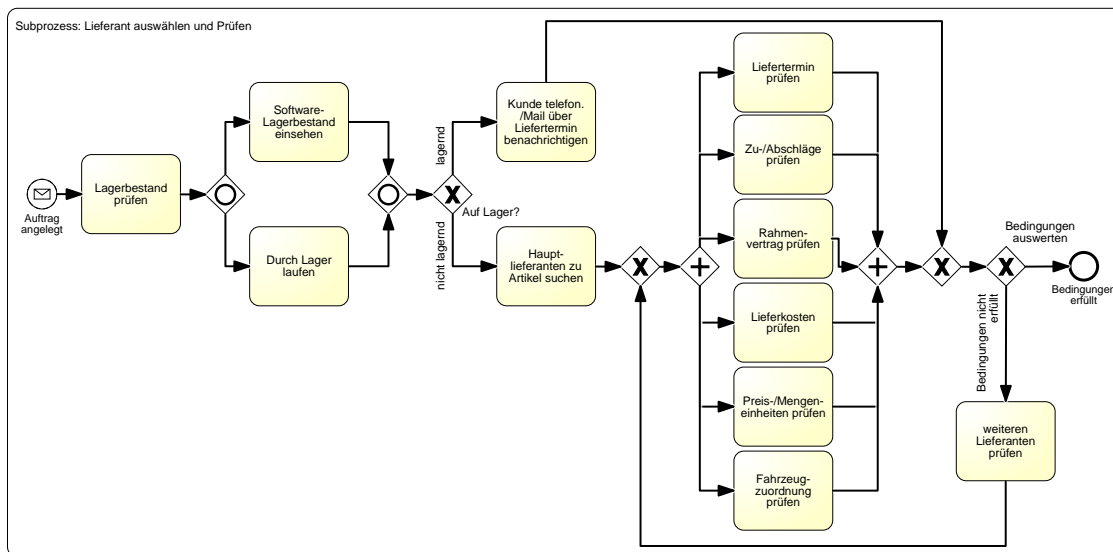 Subprozess: Lieferant auswählen und Prüfen
Auftrag
angelegt
Lagerbestand
prüfen
Software-
Lagerbestand
einsehen
Durch Lager
laufen
Auf Lager?
lagernd
nicht lagernd
Kunde telefon.
/Mail über
Liefertermin
benachrichtigen
Haupt-
lieferanten zu
Artikel suchen
Liefertermin
prüfen
Zu-/Abschläge
prüfen
Rahmen-
vertrag prüfen
Lieferkosten
prüfen
Preis-/Mengen-
einheiten prüfen
Fahrzeug-
zuordnung
prüfen
Bedingungen
auswerten
Bedingungen
erfüllt
Bedingungen nicht
erfüllt
weiteren
Lieferanten
prüfen